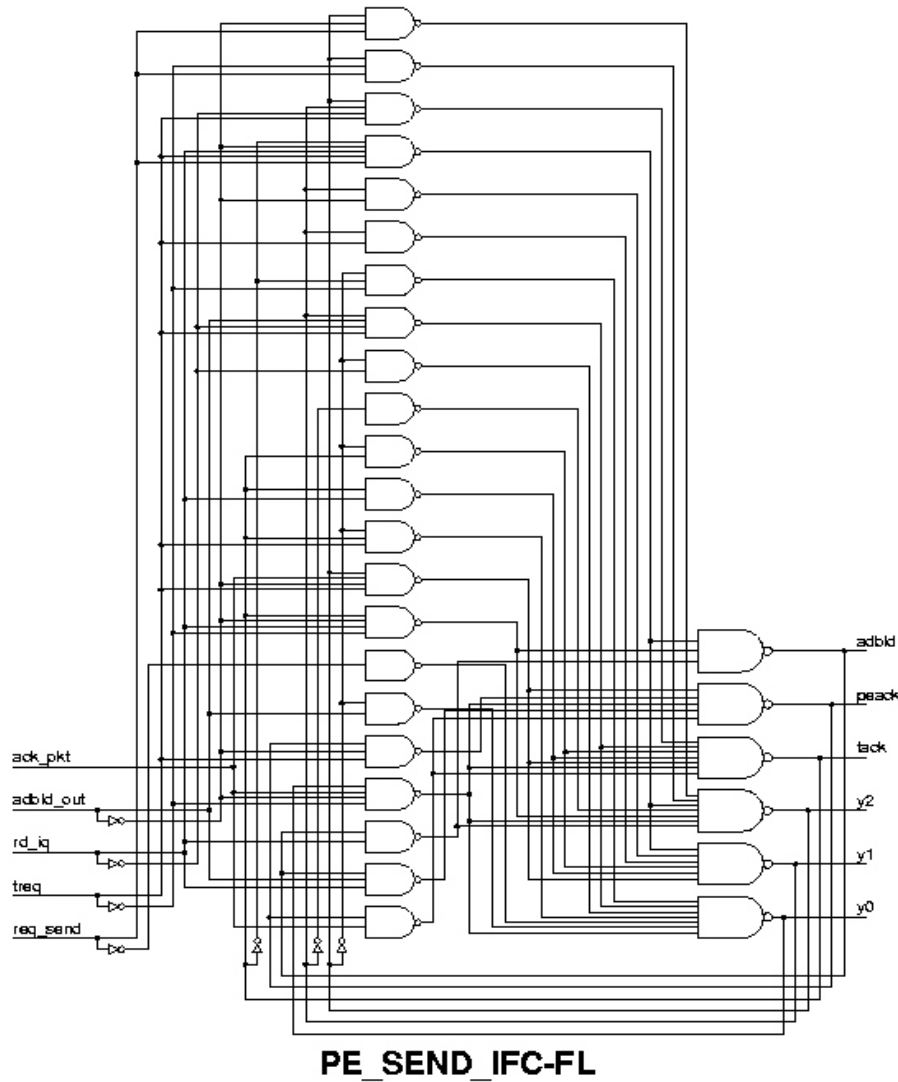 adbld
peack
tack
ack_pkt
adbld_out
y2
rd_iq
y1
treq
y0
req_send
PE_SEND_IFC-FL